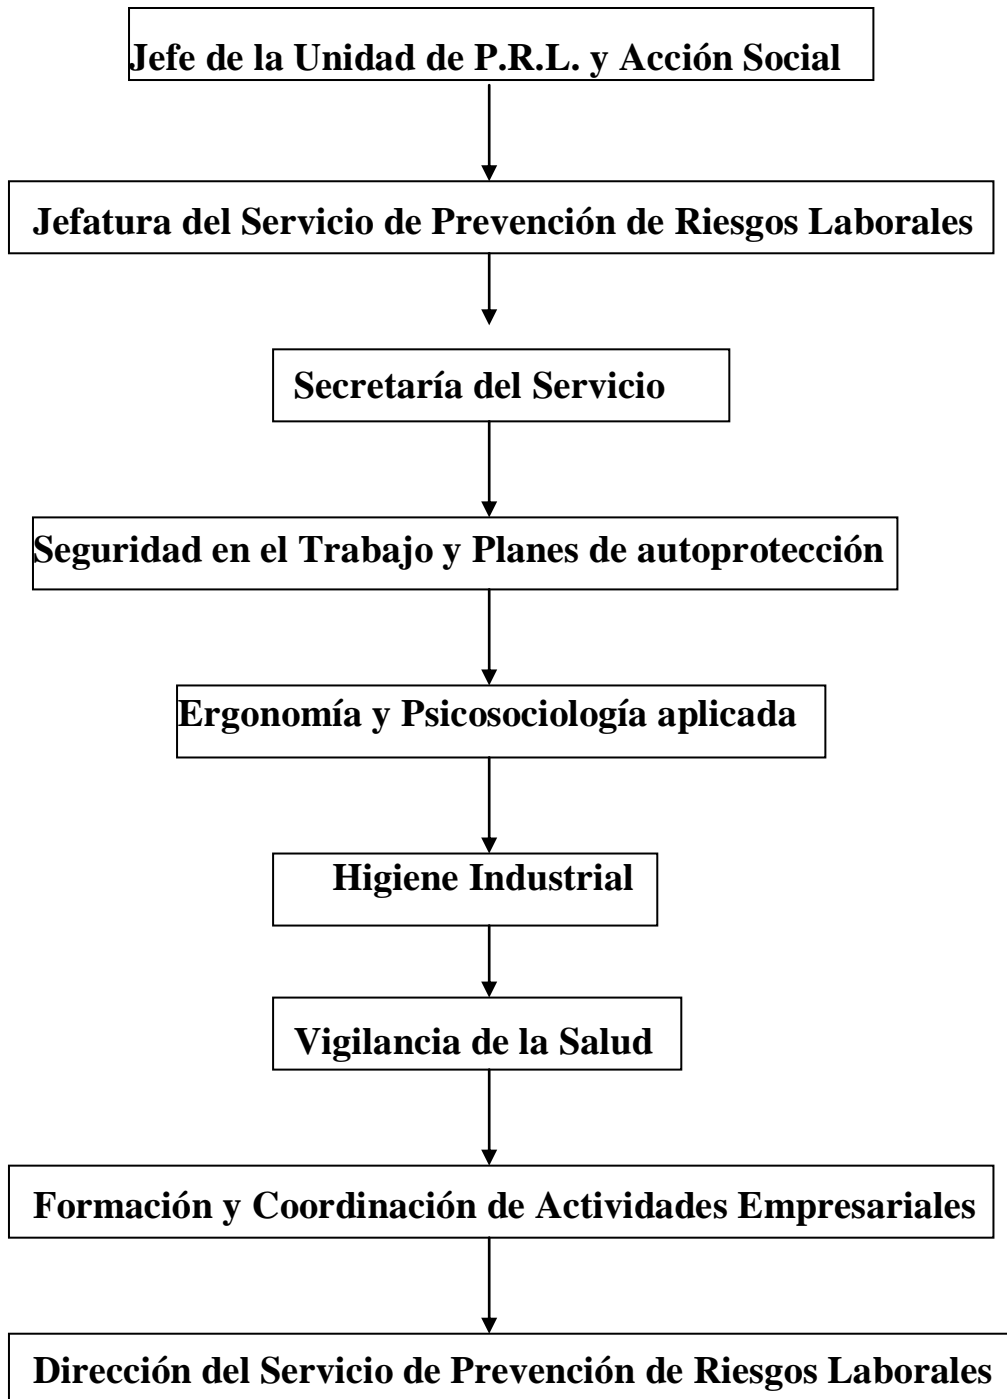 Jefe de la Unidad de P.R.L. y Acción Social
Jefatura del Servicio de Prevención de Riesgos Laborales
Secretaría del Servicio
Seguridad en el Trabajo y Planes de autoprotección
Ergonomía y Psicosociología aplicada
Higiene Industrial
Vigilancia de la Salud
Formación y Coordinación de Actividades Empresariales
Dirección del Servicio de Prevención de Riesgos Laborales